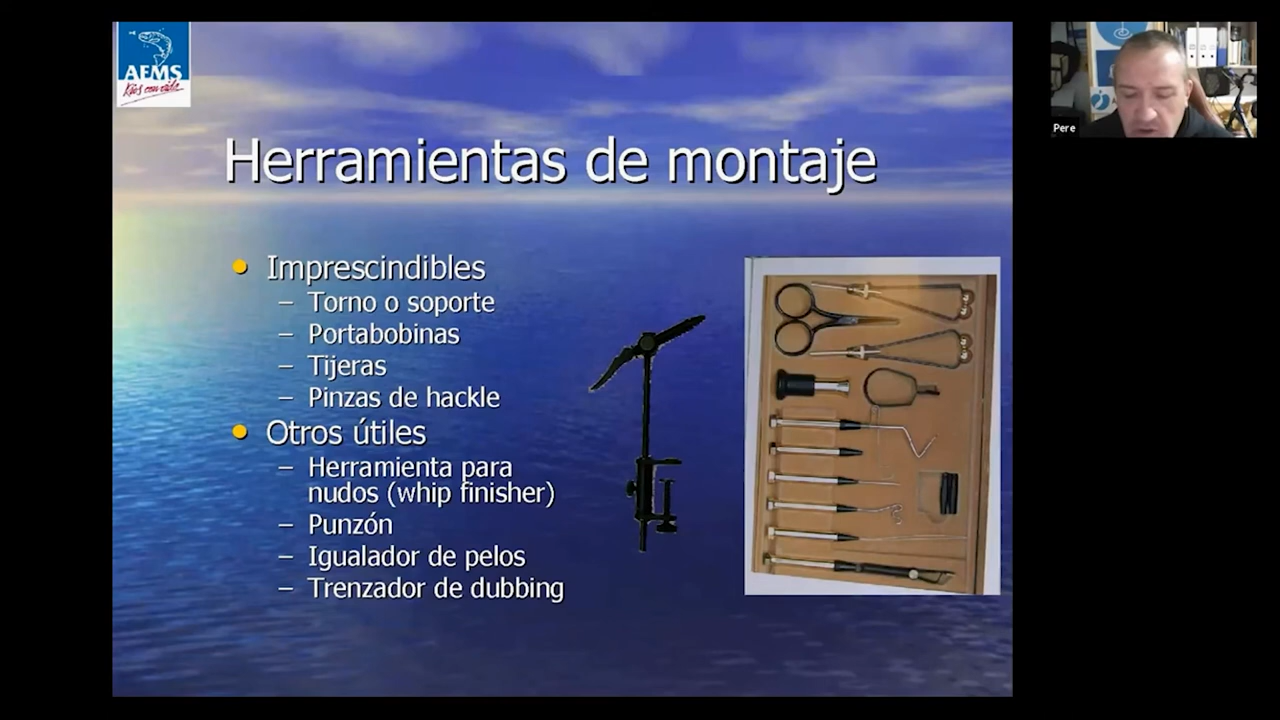 AEMS
Ríos con vida
Herramientas de montaje
Imprescindibles
– Torno o soporte
– Portabobinas
– Tijeras
– Pinzas de hackle
Otros útiles
– Herramienta para
nudos (whip finisher)
– Punzón
– Igualador de pelos
– Trenzador de dubbing
Pere